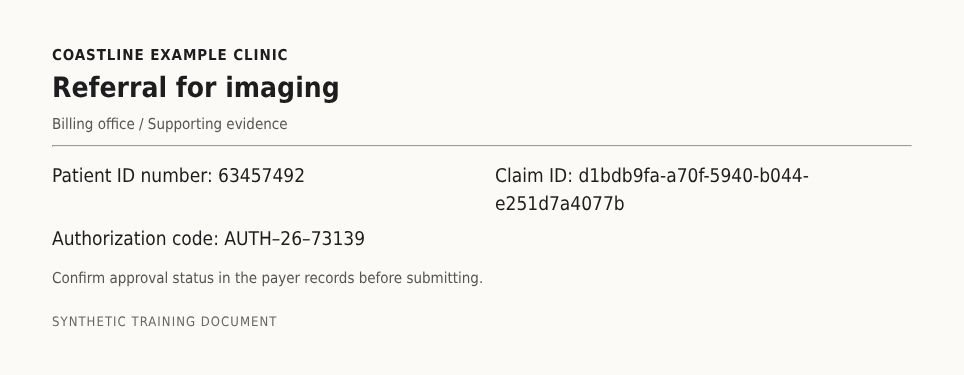 COASTLINE EXAMPLE CLINIC
Referral for imaging
Billing office / Supporting evidence
Patient ID number: 63457492
Claim ID: d1bdb9fa-a70f-5940-b044-
e251d7a4077b
Authorization code: AUTH–26–73139
Confirm approval status in the payer records before submitting.
SYNTHETIC TRAINING DOCUMENT